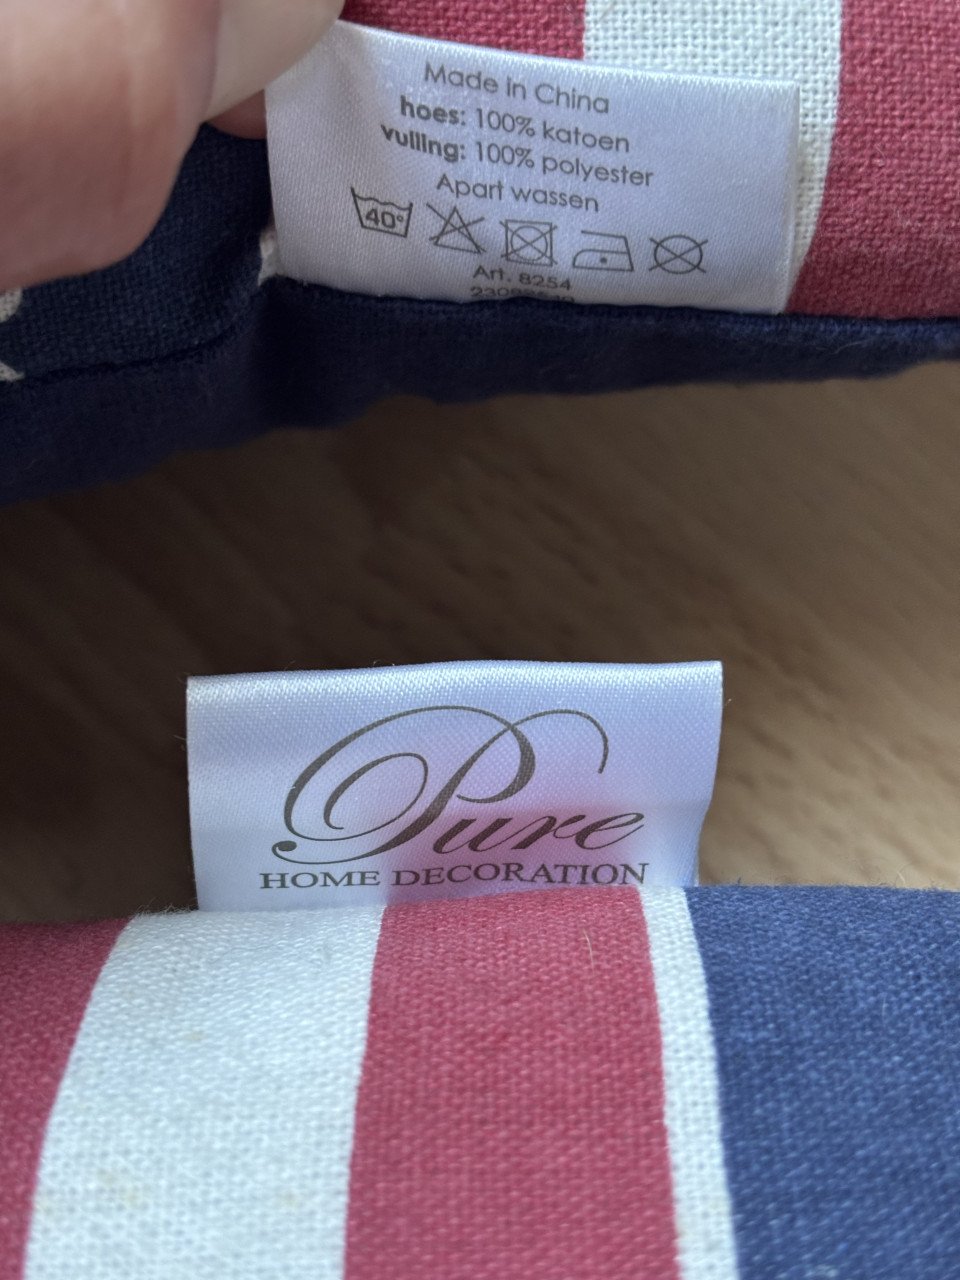 Made in China
hoes: 100% katoen
vulling: 100% polyester
Apart wassen
40°
Art. 8254
Pure
HOME DECORATION